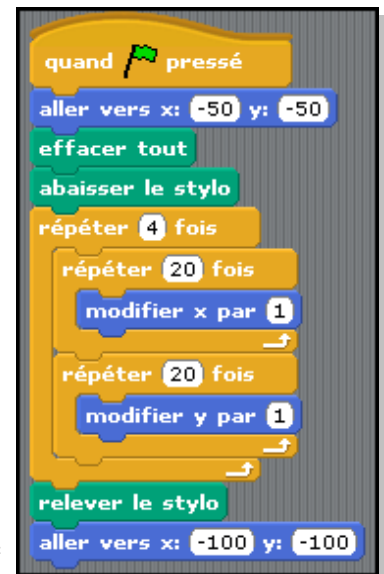 quand pressé
aller vers x: -50 y: -50
effacer tout
abaisser le stylo
répéter 4 fois
répéter 20 fois
modifier x par 1
répéter 20 fois
modifier y par 1
relever le stylo
aller vers x: -100 y: -100